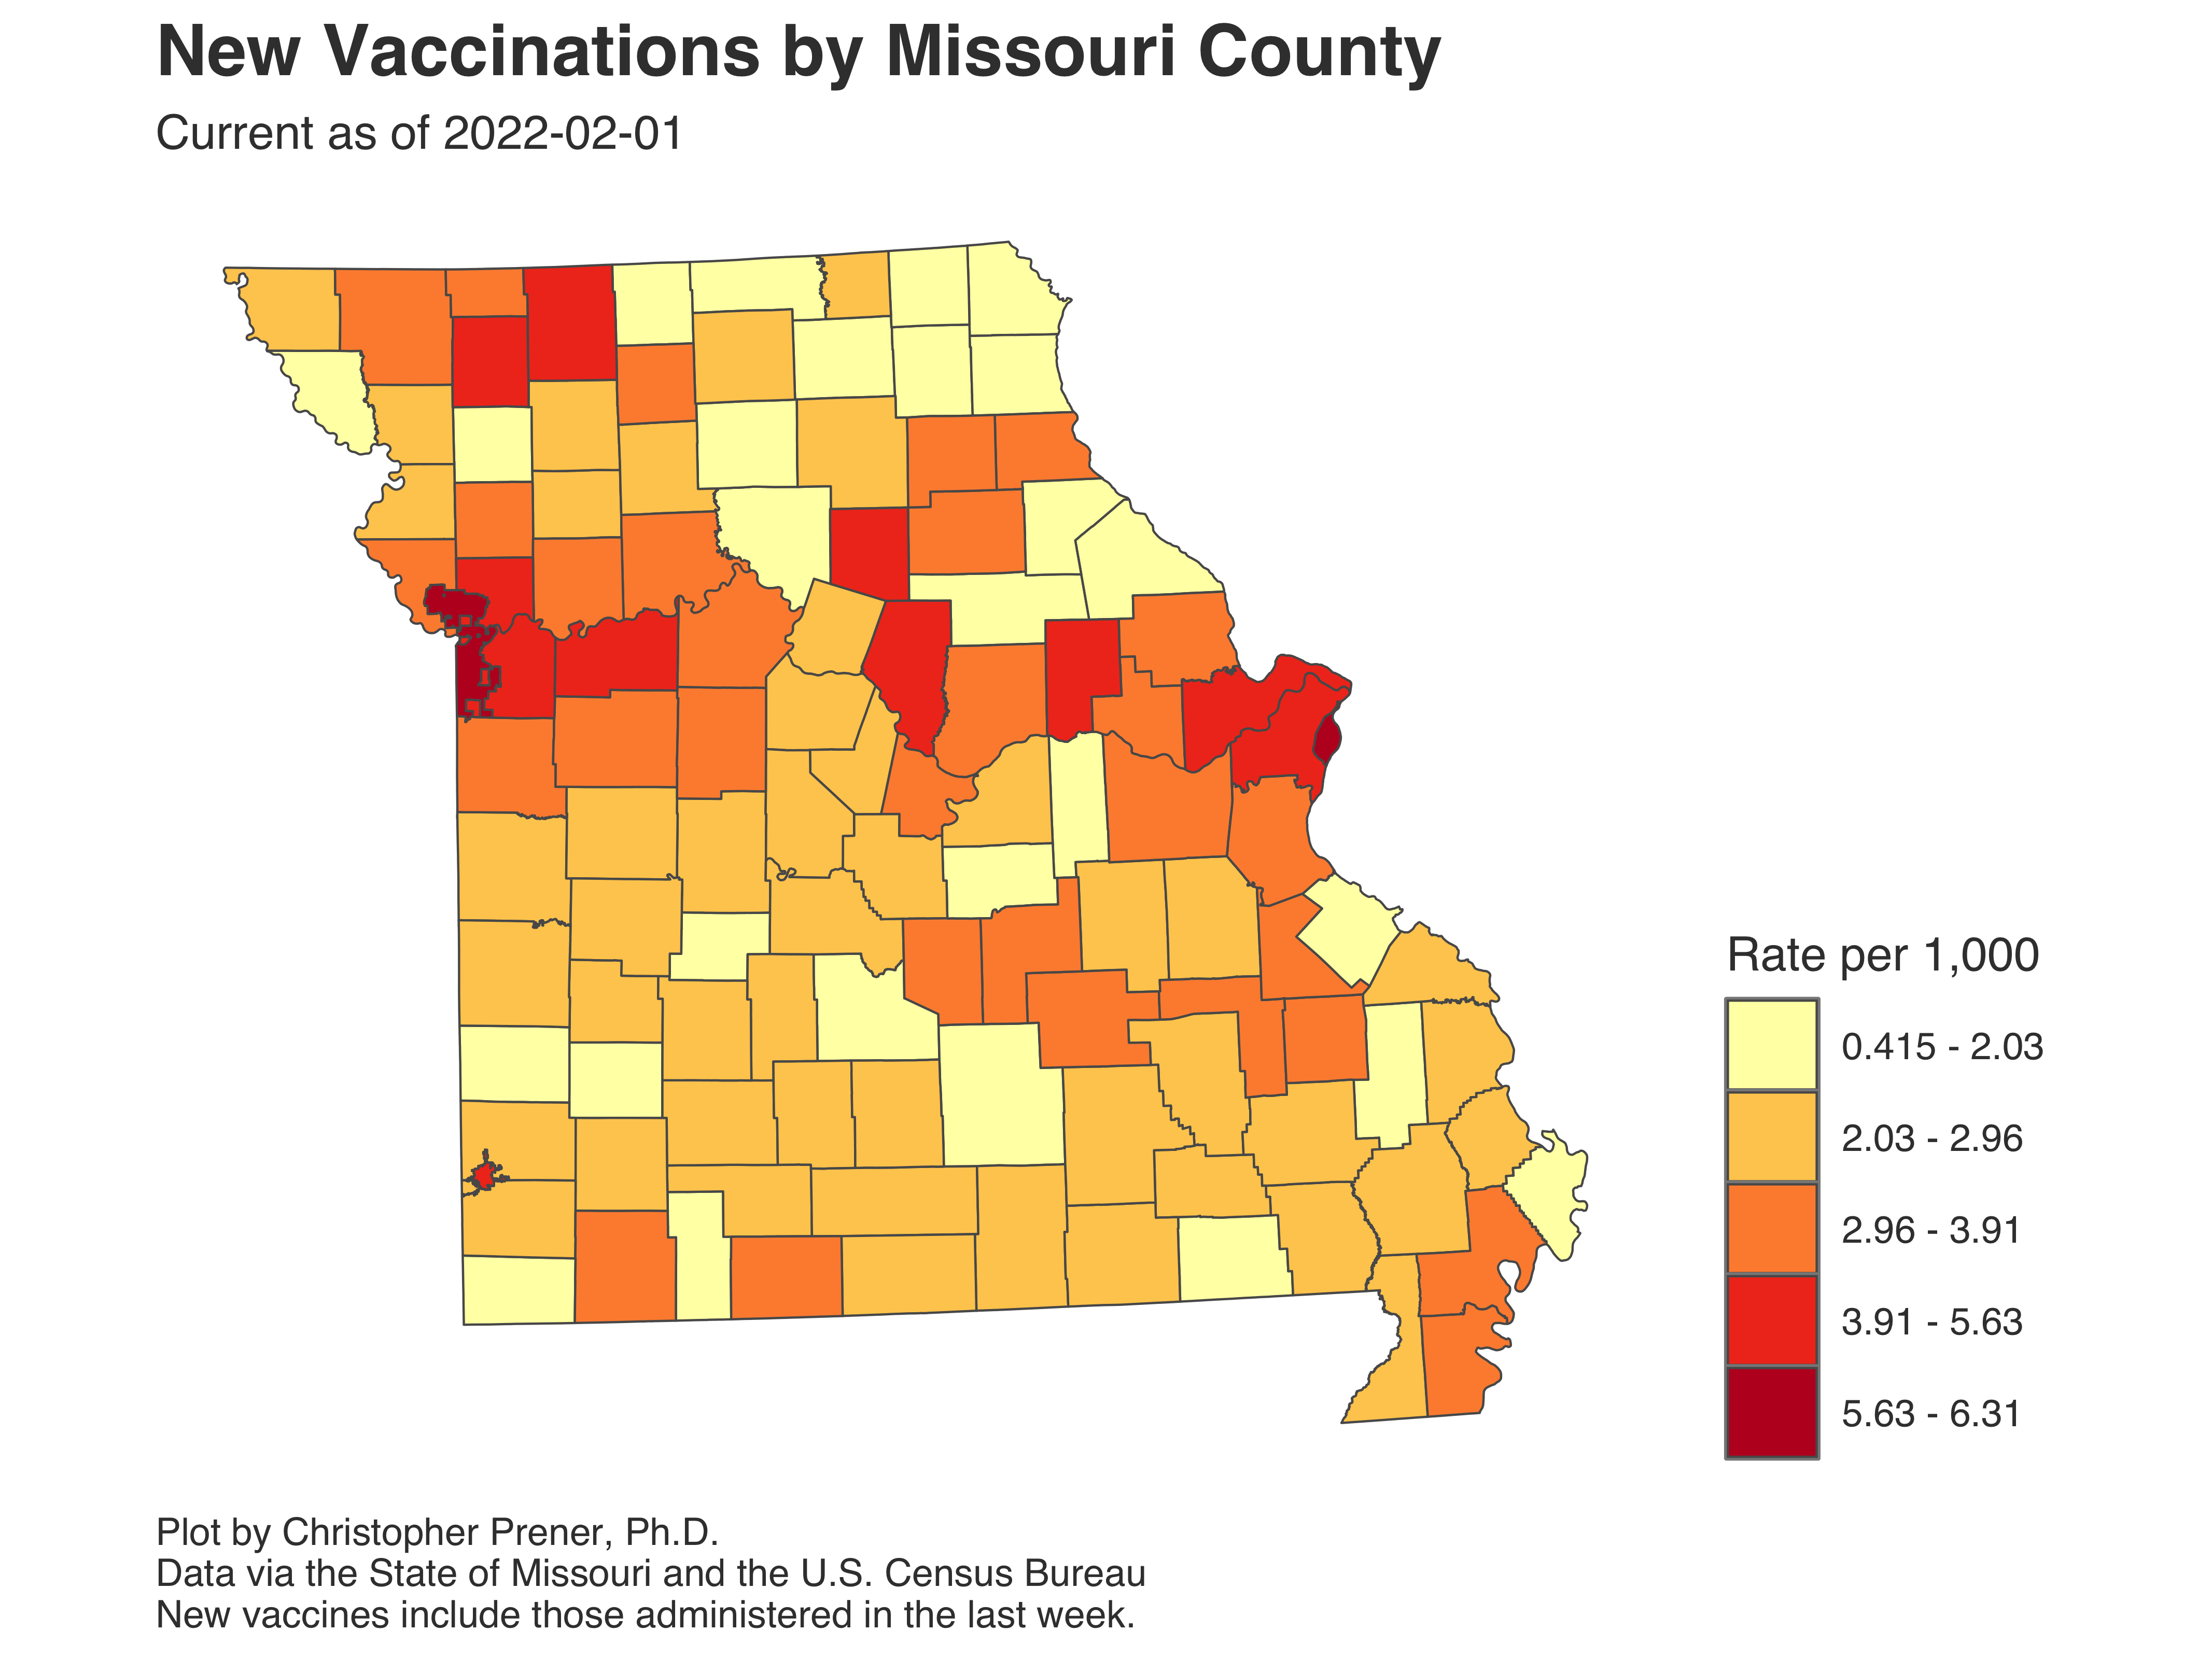 New Vaccinations by Missouri County
Current as of 2022-02-01
Rate per 1,000
0.415 - 2.03
2.03 - 2.96
2.96 - 3.91
3.91 - 5.63
5.63 - 6.31
Plot by Christopher Prener, Ph.D.
Data via the State of Missouri and the U.S. Census Bureau
New vaccines include those administered in the last week.